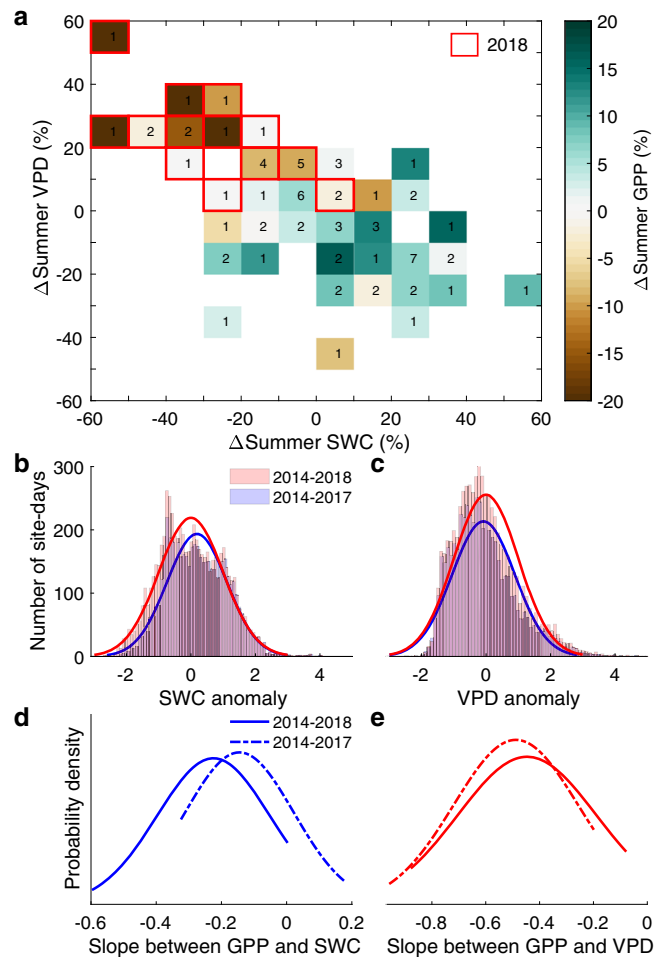 a
60
40
20
0
-20
-40
-60
ΔSummer VPD (%)
2018
1
1 1
1 2 2 1 1
1 4 5 3 1
1 1 6 2 1 2
1 2 2 3 3 1
2 1 2 1 7 2
2 2 2 1 1
1 1
1
-60 -40 -20 0 20 40 60
ΔSummer SWC (%)
20
15
10
5
0
-5
-10
-15
-20
ΔSummer GPP (%)
b
300
200
100
0
Number of site-days
2014-2018
2014-2017
-2 0 2 4
SWC anomaly
c
-2 0 2 4
VPD anomaly
d
Probability density
2014-2018
2014-2017
-0.6 -0.4 -0.2 0 0.2
Slope between GPP and SWC
e
-0.8 -0.6 -0.4 -0.2 0
Slope between GPP and VPD